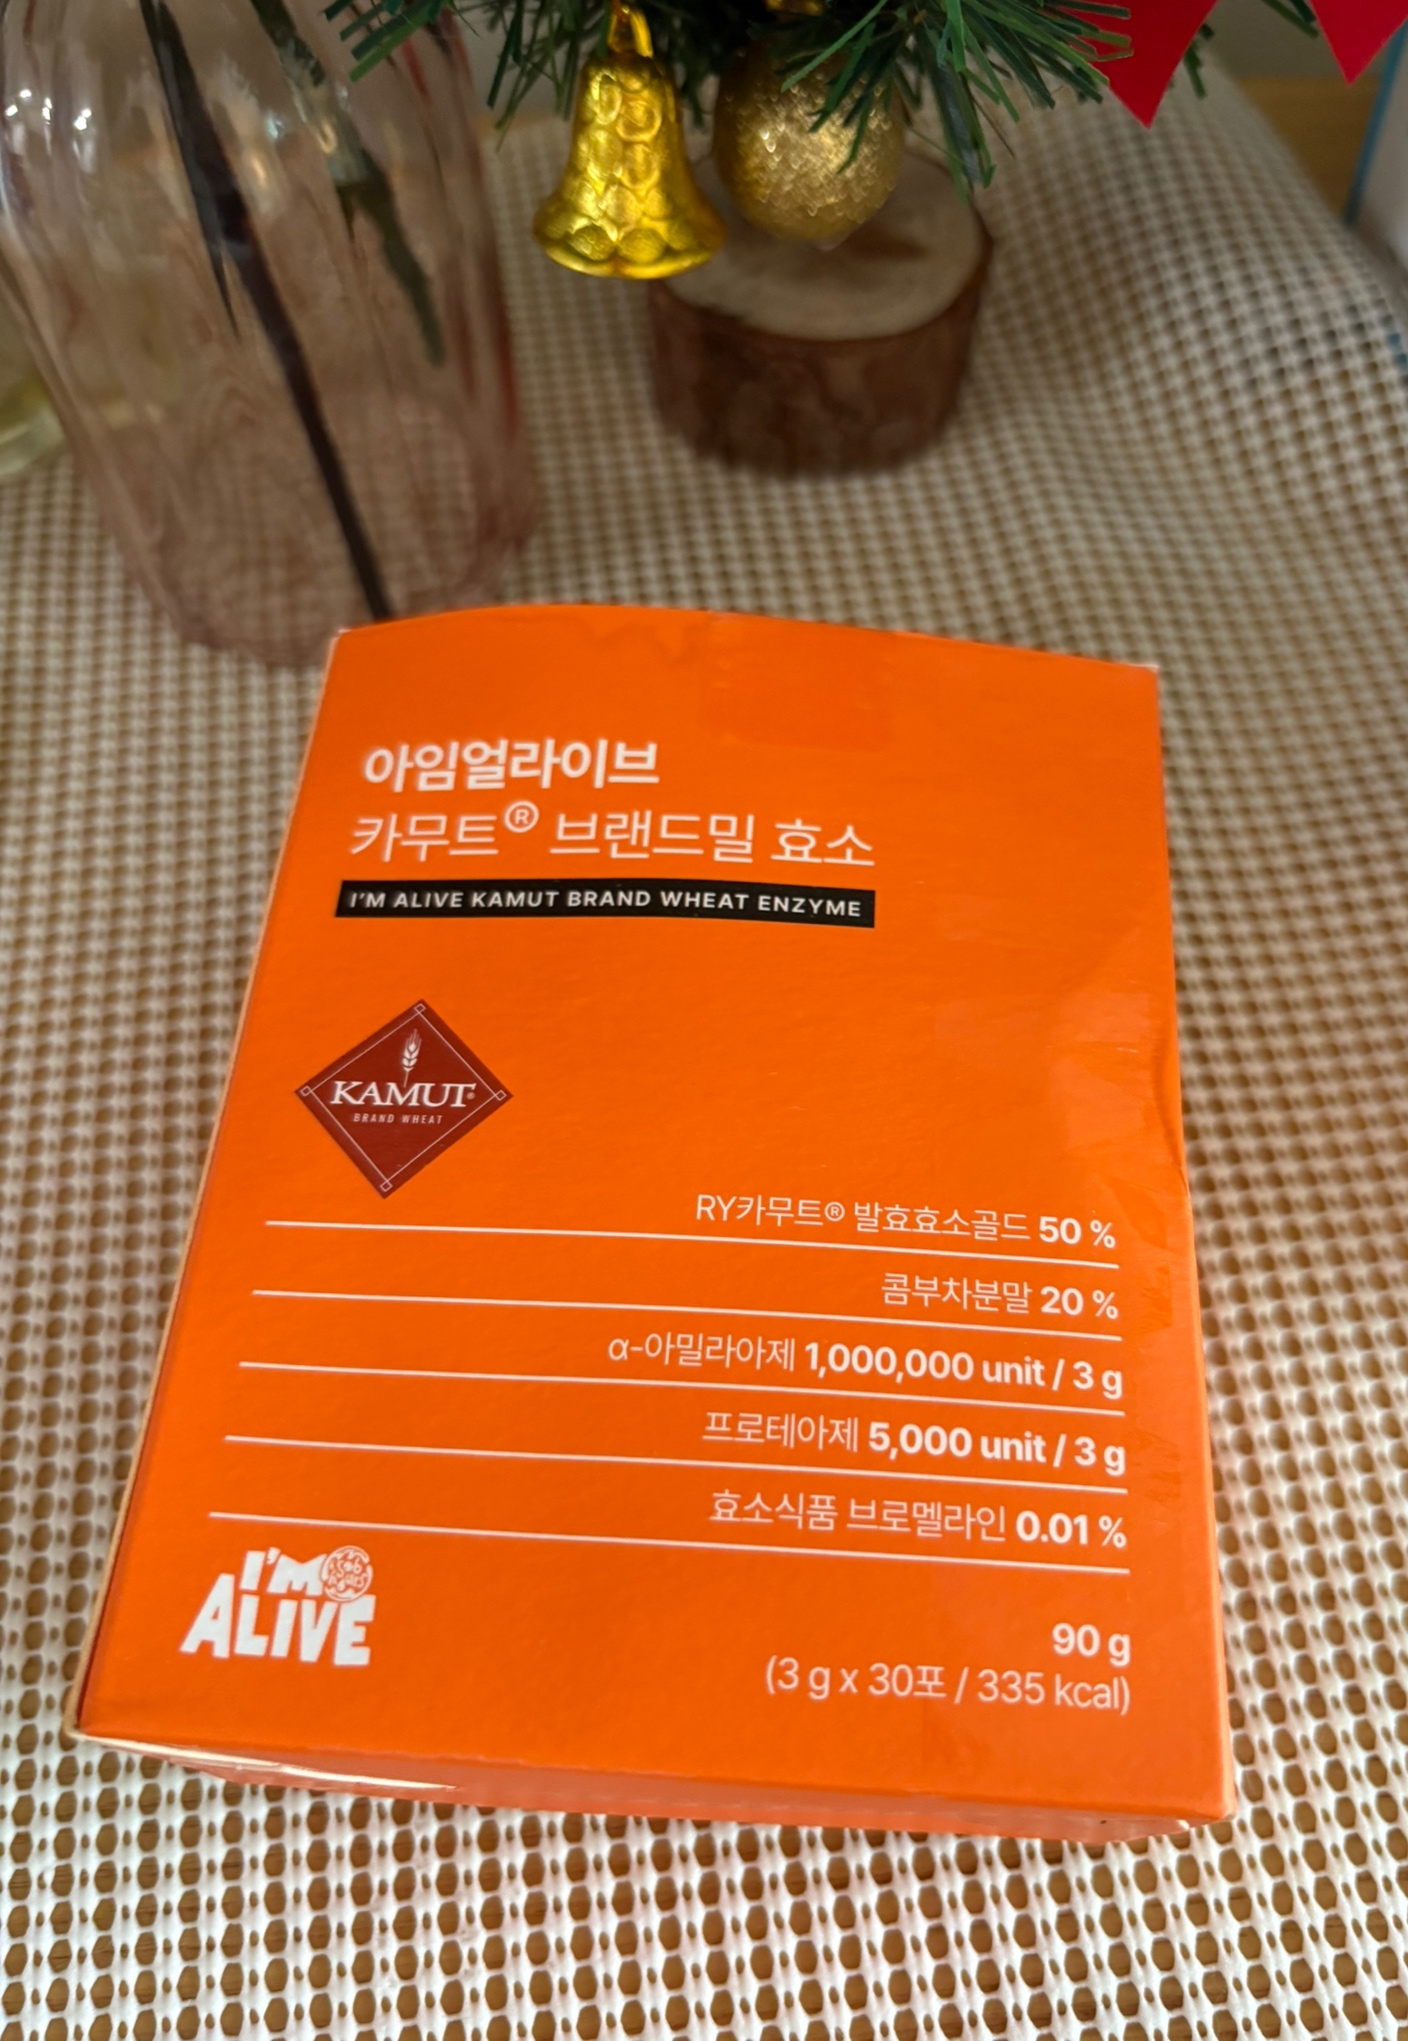 아임얼라이브
카무트® 브랜드밀 효소
I'M ALIVE KAMUT BRAND WHEAT ENZYME
KAMUT®
BRAND WHEAT
RY카무트® 발효효소골드 50 %
콤부차분말 20 %
α-아밀라아제 1,000,000 unit / 3 g
프로테아제 5,000 unit / 3 g
효소식품 브로멜라인 0.01 %
I'M
ALIVE
90 g
(3 g x 30포 / 335 kcal)